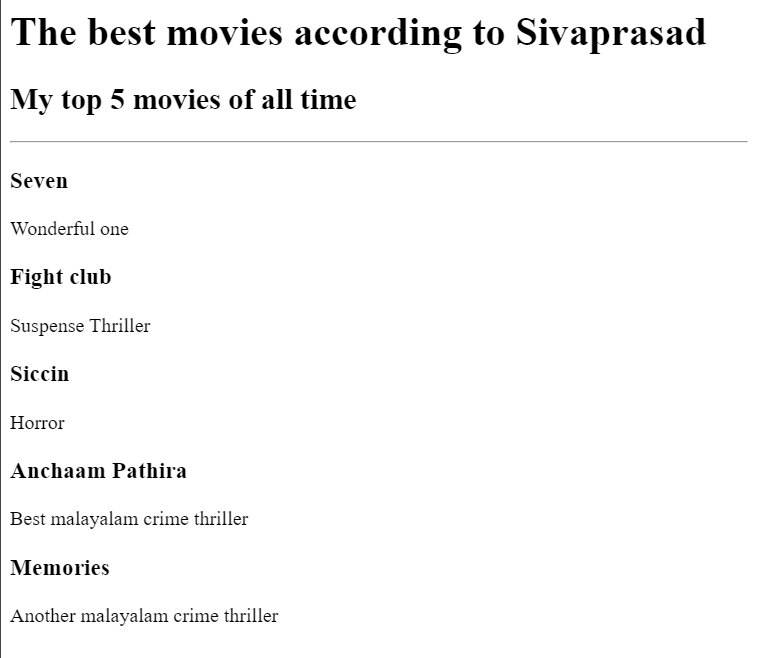 The best movies according to Sivaprasad
My top 5 movies of all time
Seven
Wonderful one
Fight club
Suspense Thriller
Siccin
Horror
Anchaam Pathira
Best malayalam crime thriller
Memories
Another malayalam crime thriller